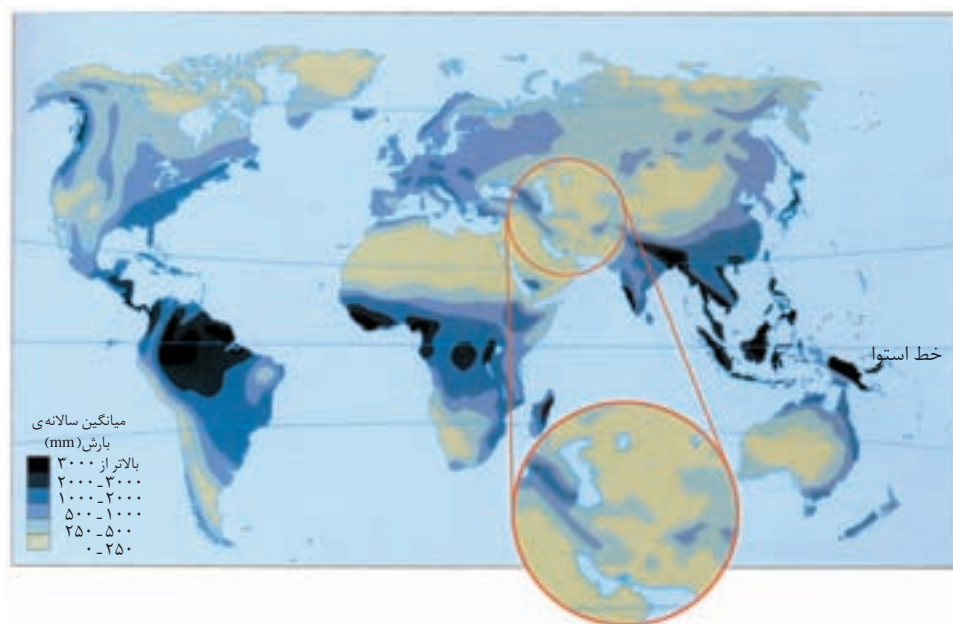 خط استوا
میانگین سالانه‌ی
بارش (mm)
بالاتر از ۳۰۰۰
۲۰۰۰-۳۰۰۰
۱۰۰۰-۲۰۰۰
۵۰۰-۱۰۰۰
۲۵۰-۵۰۰
۰-۲۵۰